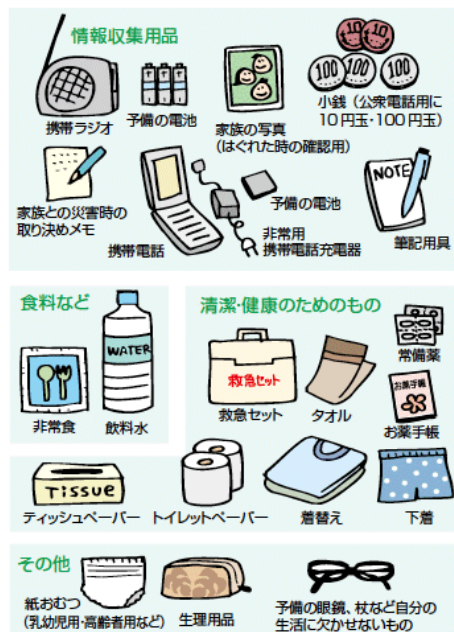 情報収集用品
携帯ラジオ
予備の電池
家族の写真
(はぐれた時の確認用)
100
10
10
100
100
小銭(公衆電話用に
10円玉・100円玉)
家族との災害時の
取り決めメモ
携帯電話
予備の電池
非常用
携帯電話充電器
NOTE
筆記用具
食料など
非常食
WATER
飲料水
清潔・健康のためのもの
救急セット
救急セット
タオル
常備薬
お薬手帳
お薬手帳
Tissue
ティッシュペーパー
トイレットペーパー
着替え
下着
その他
紙おむつ
(乳幼児用・高齢者用など)
生理用品
予備の眼鏡、杖など自分の
生活に欠かせないもの